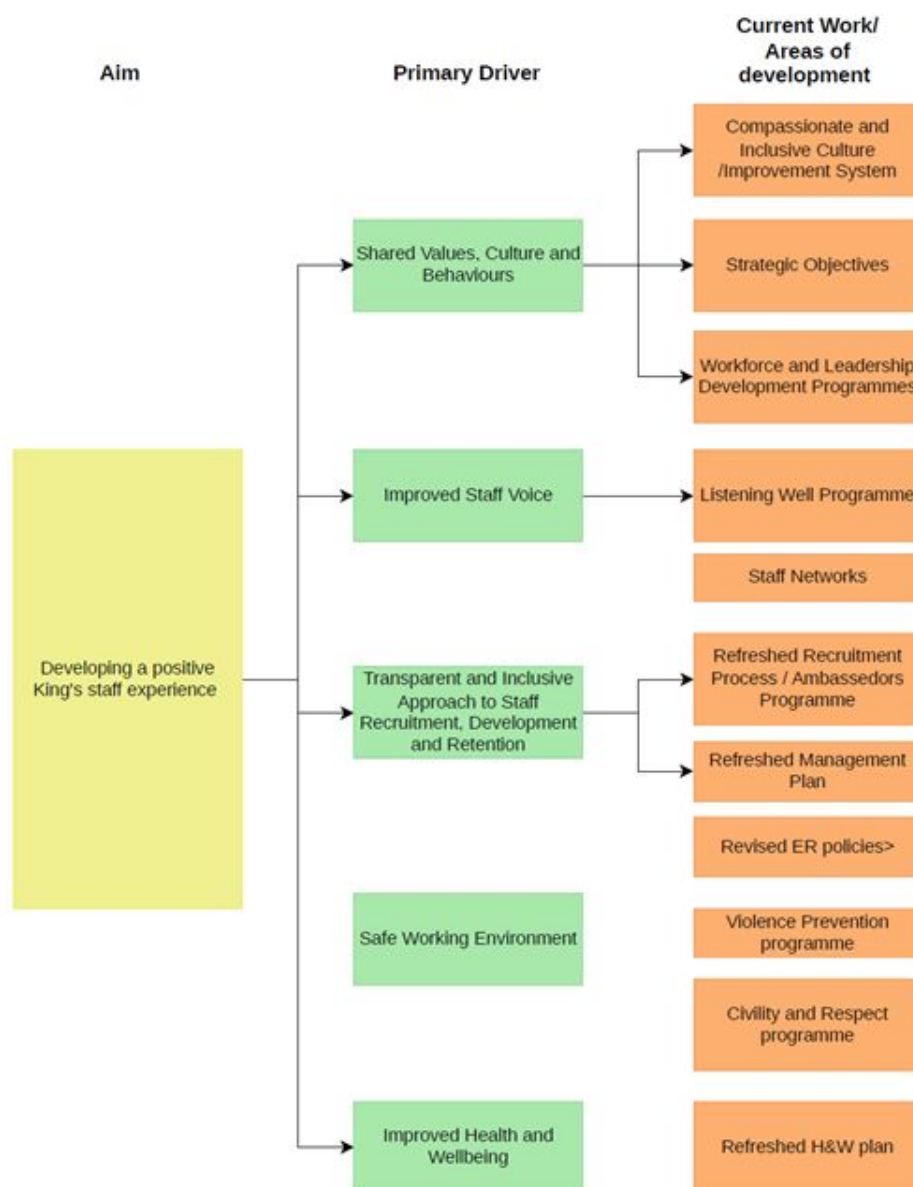 Aim
Primary Driver
Current Work/
Areas of
development
Compassionate and
Inclusive Culture
/Improvement System
Shared Values, Culture and
Behaviours
Strategic Objectives
Workforce and Leadership
Development Programmes
Improved Staff Voice
Listening Well Programme
Staff Networks
Developing a positive
King's staff experience
Transparent and Inclusive
Approach to Staff
Recruitment, Development
and Retention
Refreshed Recruitment
Process / Ambassedors
Programme
Refreshed Management
Plan
Revised ER policies>
Safe Working Environment
Violence Prevention
programme
Civility and Respect
programme
Improved Health and
Wellbeing
Refreshed H&W plan